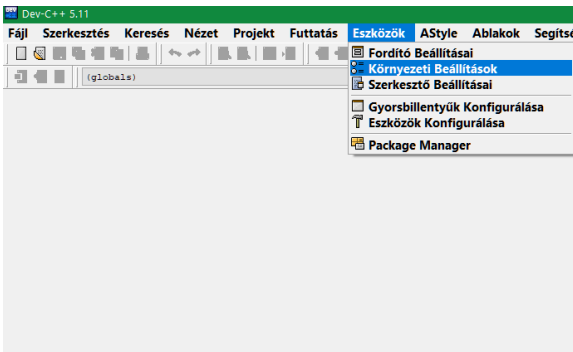 Dev-C++ 5.11
Fájl Szerkesztés Keresés Nézet Projekt Futtatás Eszközök AStyle Ablakok Segítsé
Fordító Beállításai
Környezeti Beállítások
(globals)
Szerkesztő Beállításai
Gyorsbillentyűk Konfigurálása
Eszközök Konfigurálása
Package Manager